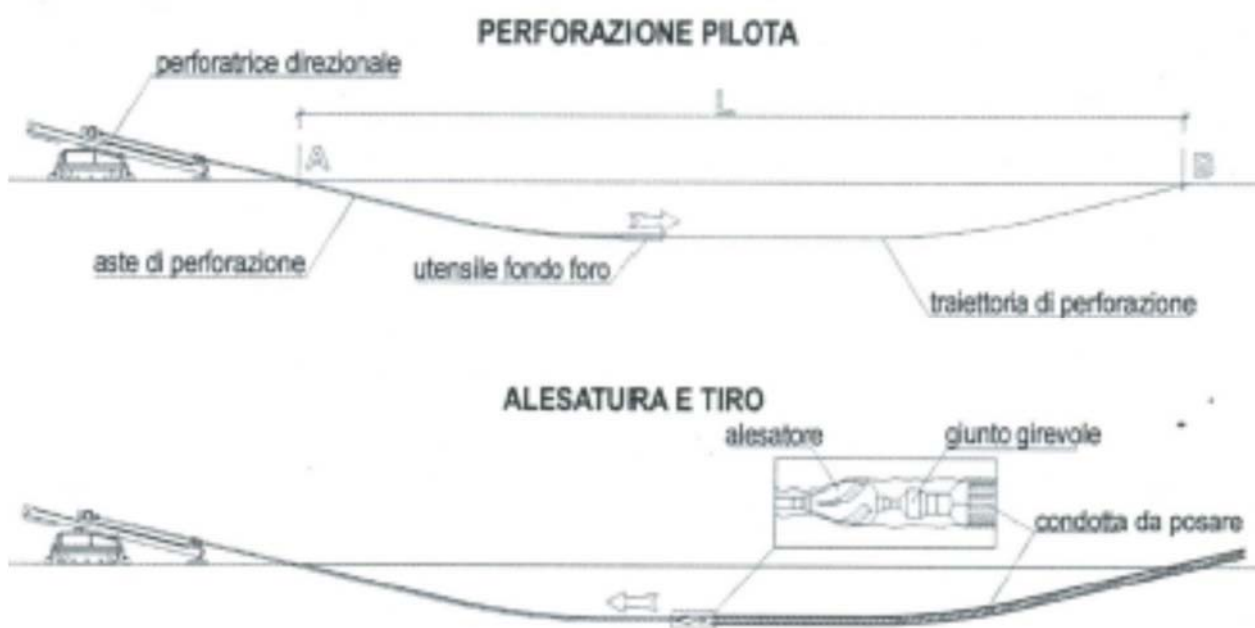 PERFORAZIONE PILOTA
perforatrice direzionale
L
A
B
aste di perforazione
utensile fondo foro
traiettoria di perforazione
ALESATURA E TIRO
alesatore
giunto girevole
condotta da posare